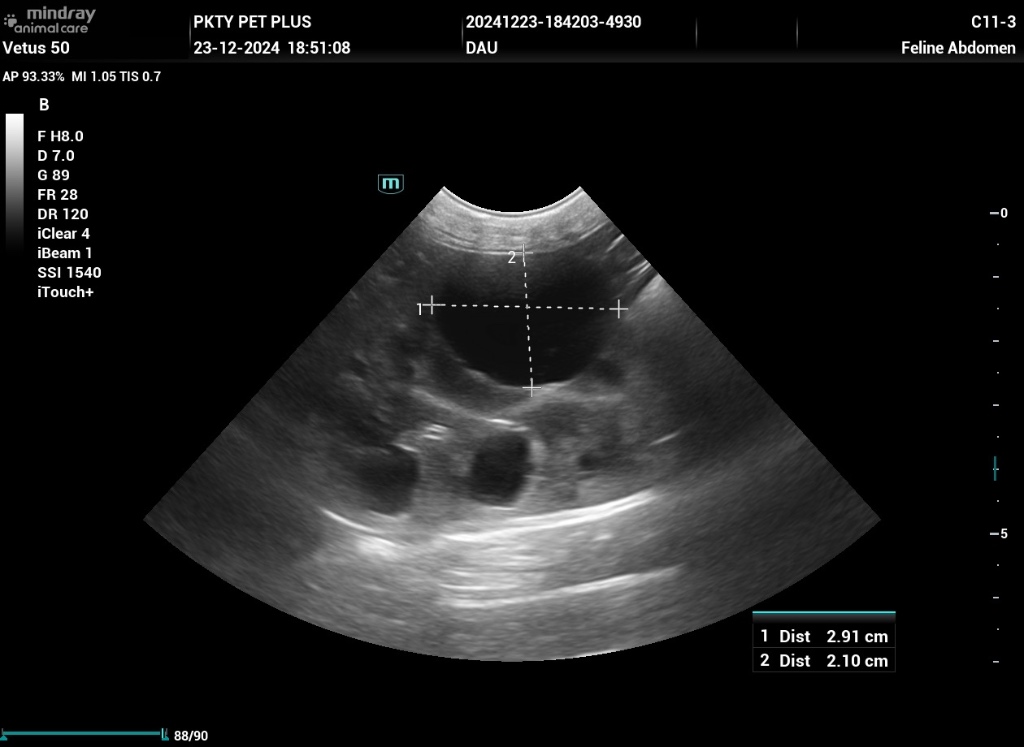 mindray
animalcare
Vetus 50
PKTY PET PLUS
23-12-2024 18:51:08
20241223-184203-4930
DAU
C11-3
Feline Abdomen
AP 93.33% MI 1.05 TIS 0.7
B
F H8.0
D 7.0
G 89
FR 28
DR 120
iClear 4
iBeam 1
SSI 1540
iTouch+
m
2
1
0
5
1 Dist 2.91 cm
2 Dist 2.10 cm
88/90